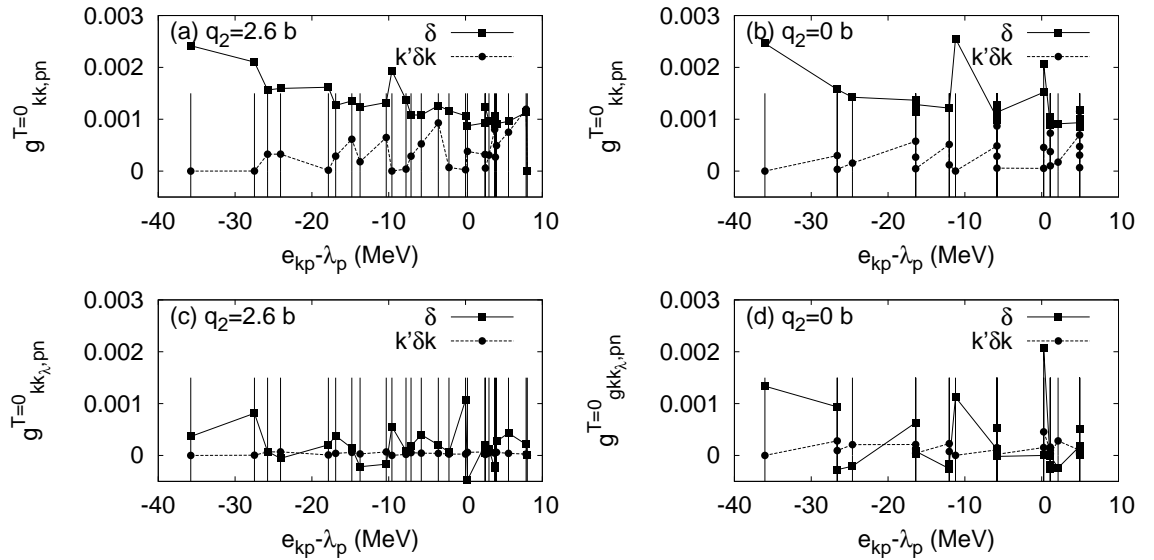 (a) q2=2.6 b
δ
k'δk
0.003
0.002
0.001
0
-40 -30 -20 -10 0 10
e_kp-λ_p (MeV)
g^T=0_kk,pn
(b) q2=0 b
δ
k'δk
0.003
0.002
0.001
0
-40 -30 -20 -10 0 10
e_kp-λ_p (MeV)
g^T=0_kk,pn
(c) q2=2.6 b
δ
k'δk
0.003
0.002
0.001
0
-40 -30 -20 -10 0 10
e_kp-λ_p (MeV)
g^T=0_kk_λ,pn
(d) q2=0 b
δ
k'δk
0.003
0.002
0.001
0
-40 -30 -20 -10 0 10
e_kp-λ_p (MeV)
g^T=0_gkk_λ,pn